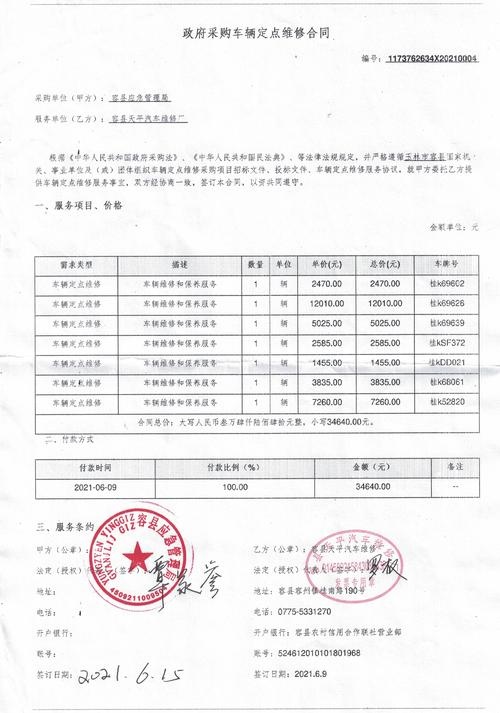 政府采购车辆定点维修合同
编号：1173762634X20210004
采购单位（甲方）：容县应急管理局
服务单位（乙方）：容县天平汽车维修厂
根据《中华人民共和国政府采购法》、《中华人民共和国民法典》、等法律法规规定，并严格遵循玉林市容县国家机
关、事业单位及（或）团体组织车辆定点维修采购项目招标文件、投标文件、车辆定点维修服务协议，就甲方委托乙方提
供车辆定点维修服务事宜，双方经协商一致，签订本合同，以资共同遵守。
一、服务项目、价格
金额单位：元
需求类型 描述 数量 单位 单价(元) 总价(元) 车牌号
车辆定点维修 车辆维修和保养服务 1 辆 2470.00 2470.00 桂k69602
车辆定点维修 车辆维修和保养服务 1 辆 12010.00 12010.00 桂k69626
车辆定点维修 车辆维修和保养服务 1 辆 5025.00 5025.00 桂k69639
车辆定点维修 车辆维修和保养服务 1 辆 2585.00 2585.00 桂kSF372
车辆定点维修 车辆维修和保养服务 1 辆 1455.00 1455.00 桂kDD021
车辆定点维修 车辆维修和保养服务 1 辆 3835.00 3835.00 桂k68061
车辆定点维修 车辆维修和保养服务 1 辆 7260.00 7260.00 桂k52820
合同总价：大写人民币叁万肆仟陆佰肆拾元整，小写34640.00元。
二、付款方式
付款时间 付款比例（%） 金额（元） 备注
2021-06-09 100.00 34640.00 --
三、服务条约
甲方（公章）：
法定（授权）代
地址：
电话：
开户银行：
账号：
签订日期：2021.6.15
容县应急管理局
乙方（公章）：容县天平汽车维修
法定（授权）代
地址：容县容州镇桂南路190号
电话：0775-5331270
开户银行：容县农村信用合作联社营业部
账号：524612010101801968
签订日期：2021.6.9
发票专用章